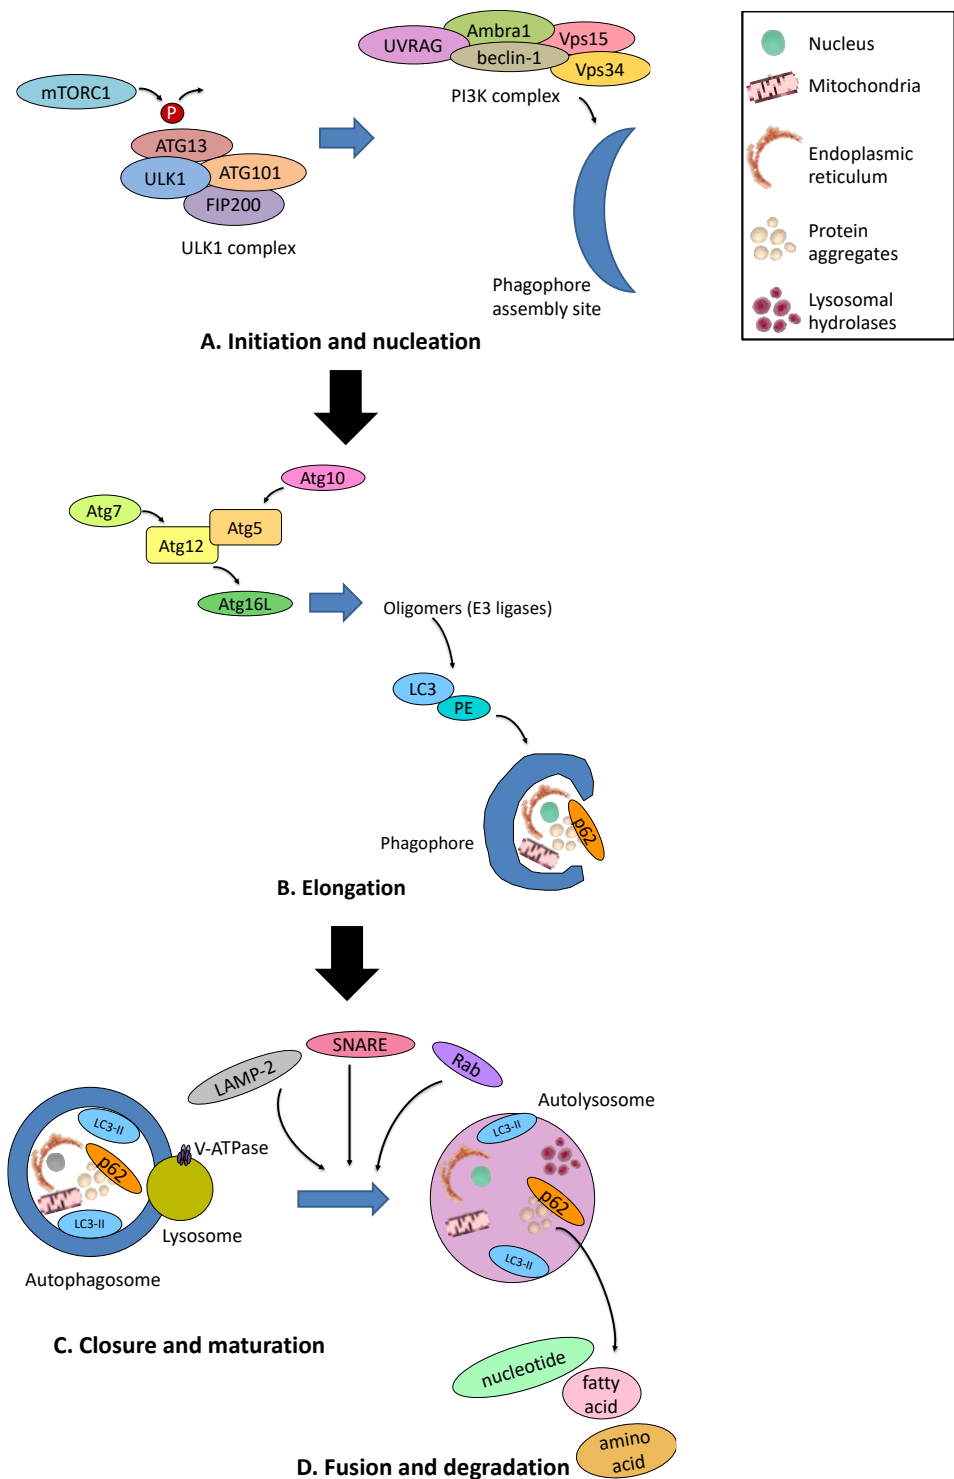 Ambra1
UVRAG
Vps15
beclin-1
Vps34
PI3K complex
mTORC1
P
ATG13
ULK1
ATG101
FIP200
ULK1 complex
Phagophore
assembly site
A. Initiation and nucleation
Nucleus
Mitochondria
Endoplasmic
reticulum
Protein
aggregates
Lysosomal
hydrolases
Atg10
Atg7
Atg5
Atg12
Atg16L
Oligomers (E3 ligases)
LC3
PE
p62
Phagophore
B. Elongation
SNARE
LAMP-2
Rab
Autolysosome
LC3-II
LC3-II
V-ATPase
p62
p62
LC3-II
Lysosome
LC3-II
Autophagosome
C. Closure and maturation
nucleotide
fatty
acid
amino
acid
D. Fusion and degradation